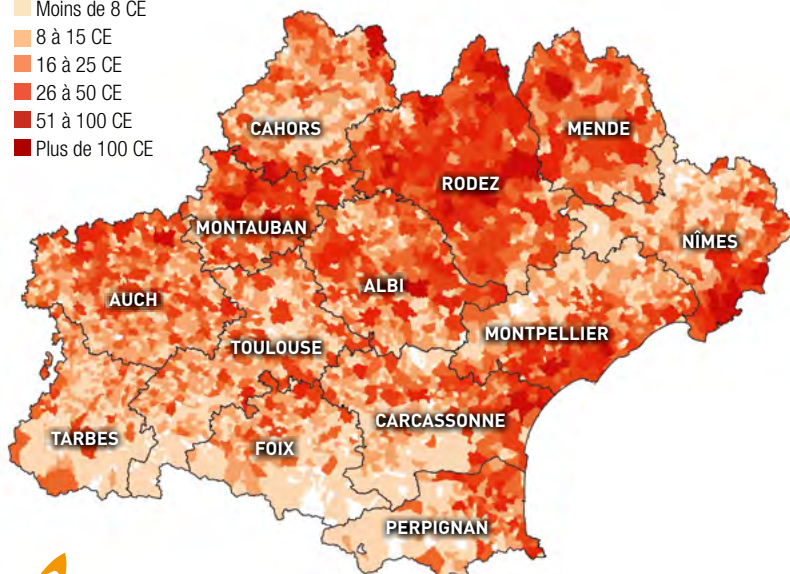 Moins de 8 CE
8 à 15 CE
16 à 25 CE
26 à 50 CE
51 à 100 CE
Plus de 100 CE
CAHORS
MENDE
RODEZ
MONTAUBAN
NÎMES
ALBI
AUCH
MONTPELLIER
TOULOUSE
CARCASSONNE
TARBES
FOIX
PERPIGNAN